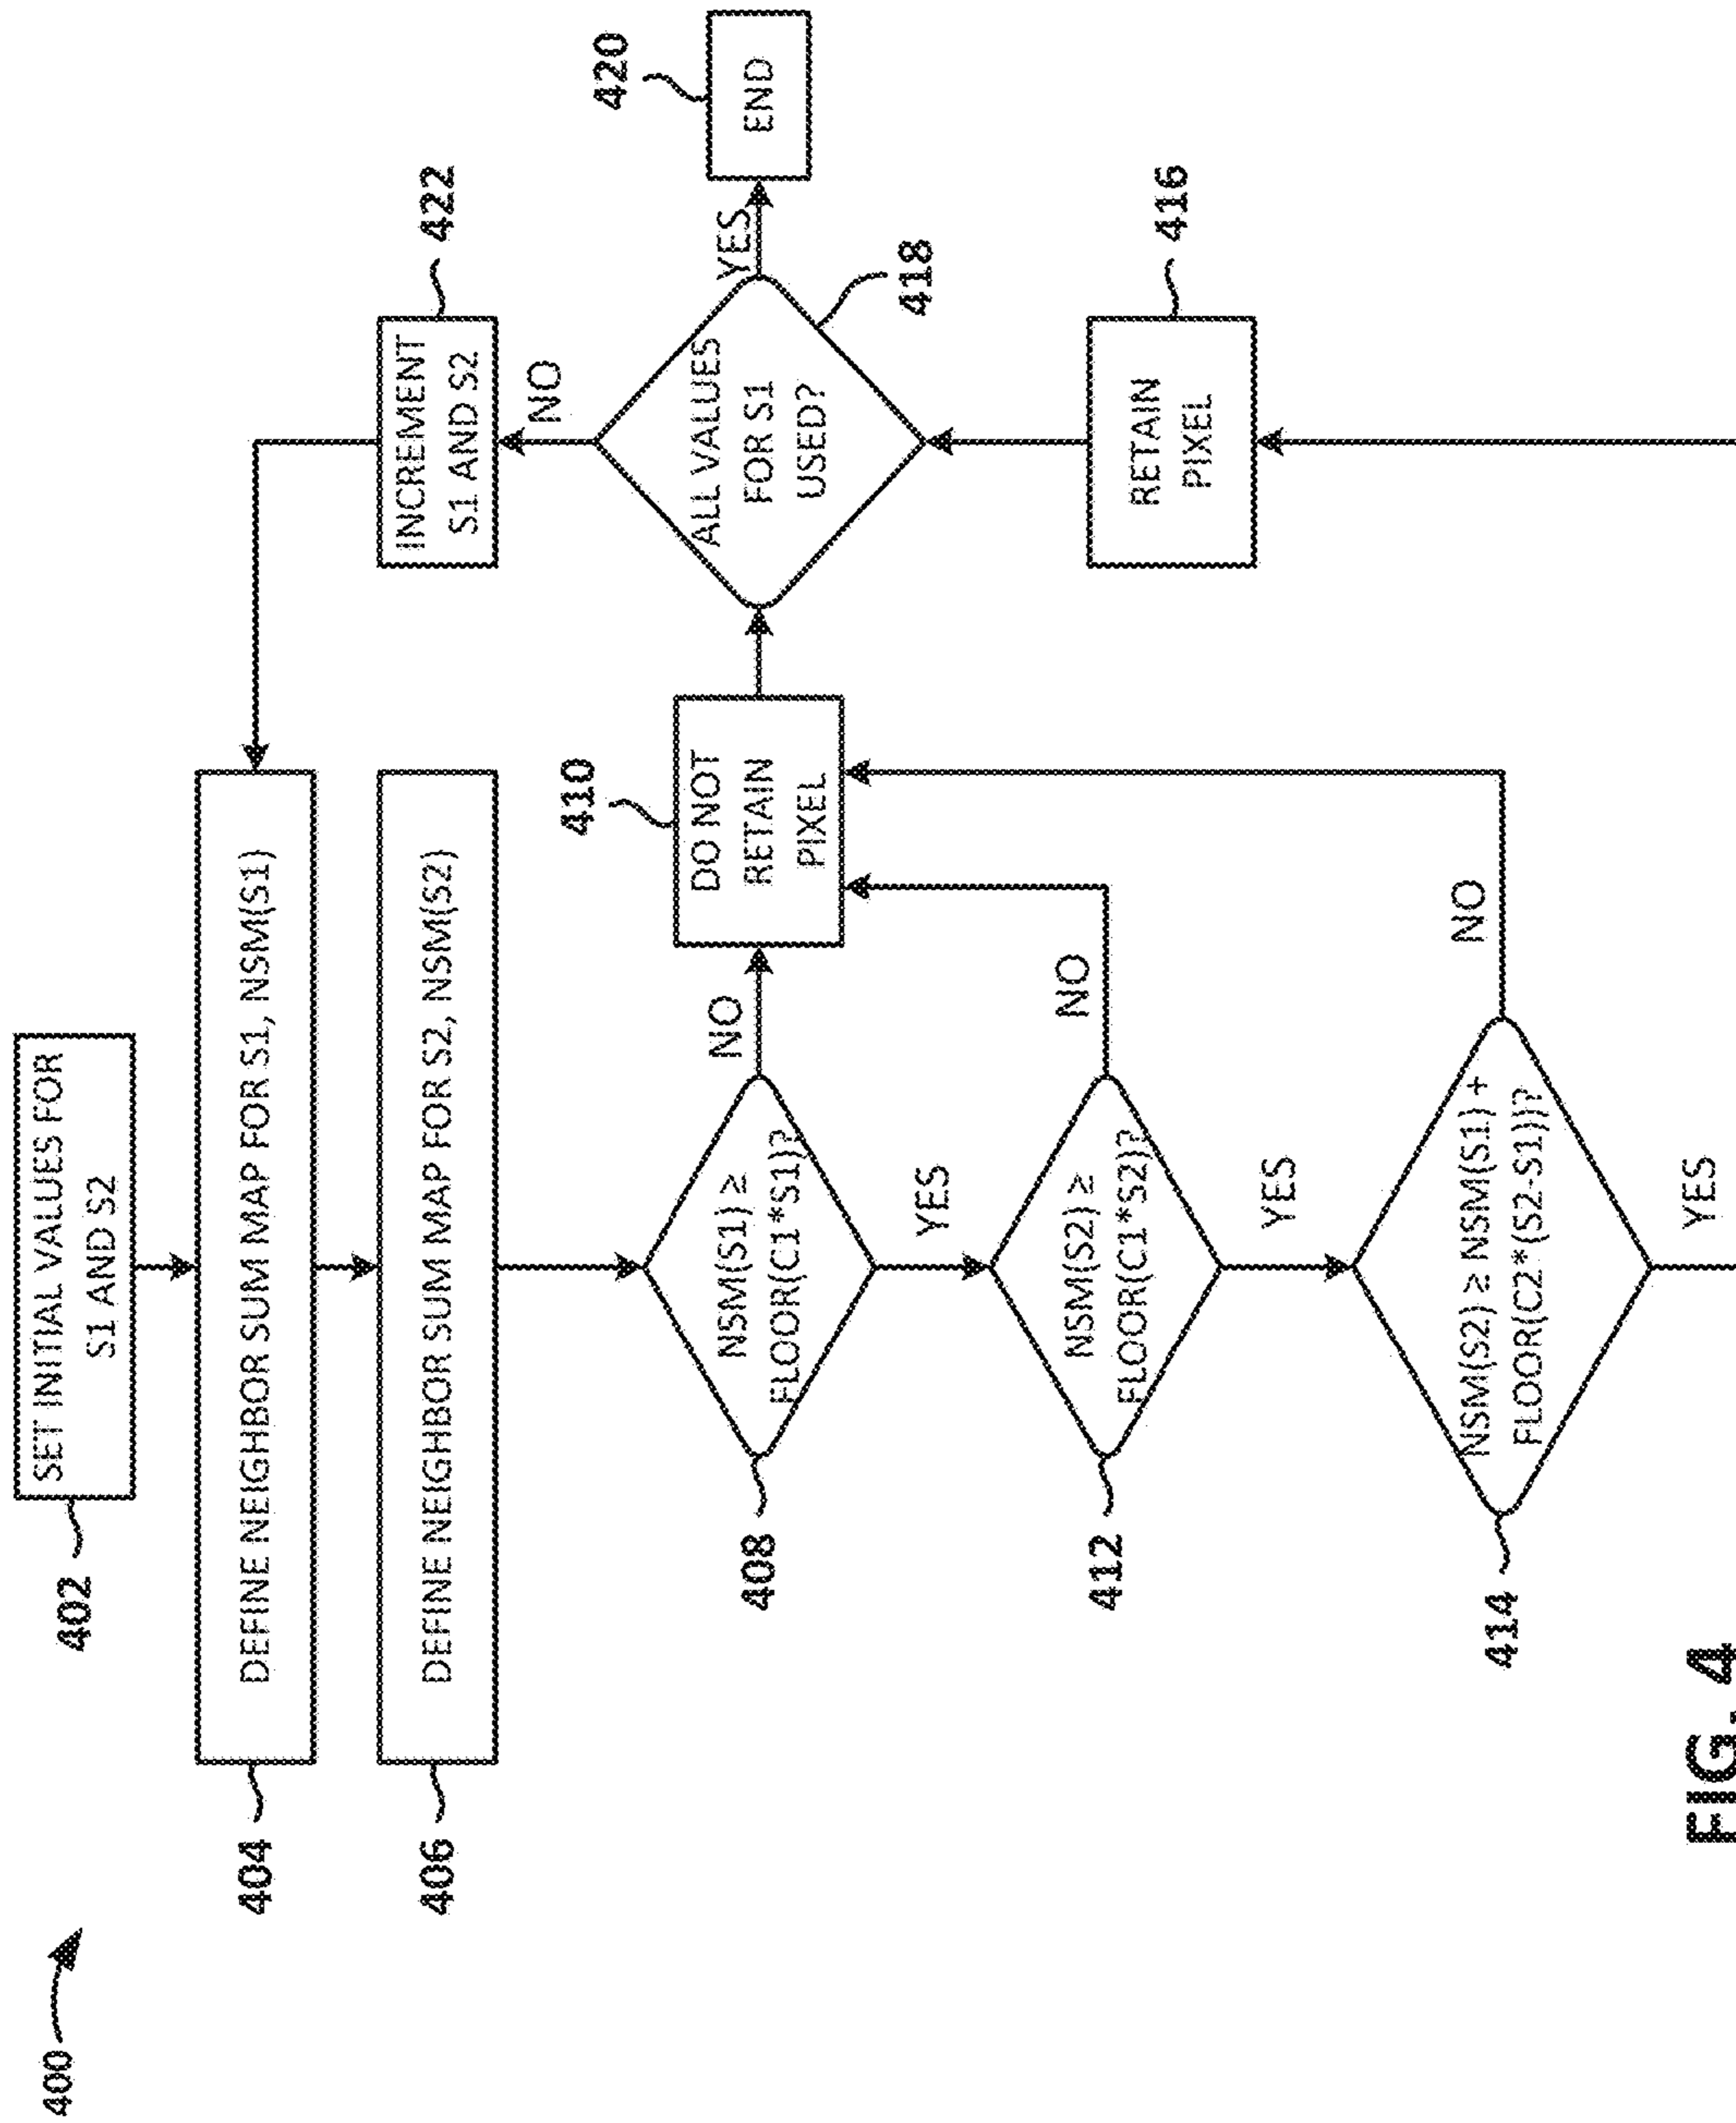 400
402
SET INITIAL VALUES FOR
S1 AND S2
404
DEFINE NEIGHBOR SUM MAP FOR S1, NSM(S1)
406
DEFINE NEIGHBOR SUM MAP FOR S2, NSM(S2)
408
NSM(S1) ≥
FLOOR(C1*S1)?
NO
YES
410
DO NOT
RETAIN
PIXEL
412
NSM(S2) ≥
FLOOR(C1*S2)?
NO
YES
414
NSM(S2) ≥ NSM(S1) +
FLOOR(C2*(S2-S1))?
NO
YES
422
INCREMENT
S1 AND S2
NO
ALL VALUES
FOR S1
USED?
418
YES
420
END
416
RETAIN
PIXEL
FIG. 4